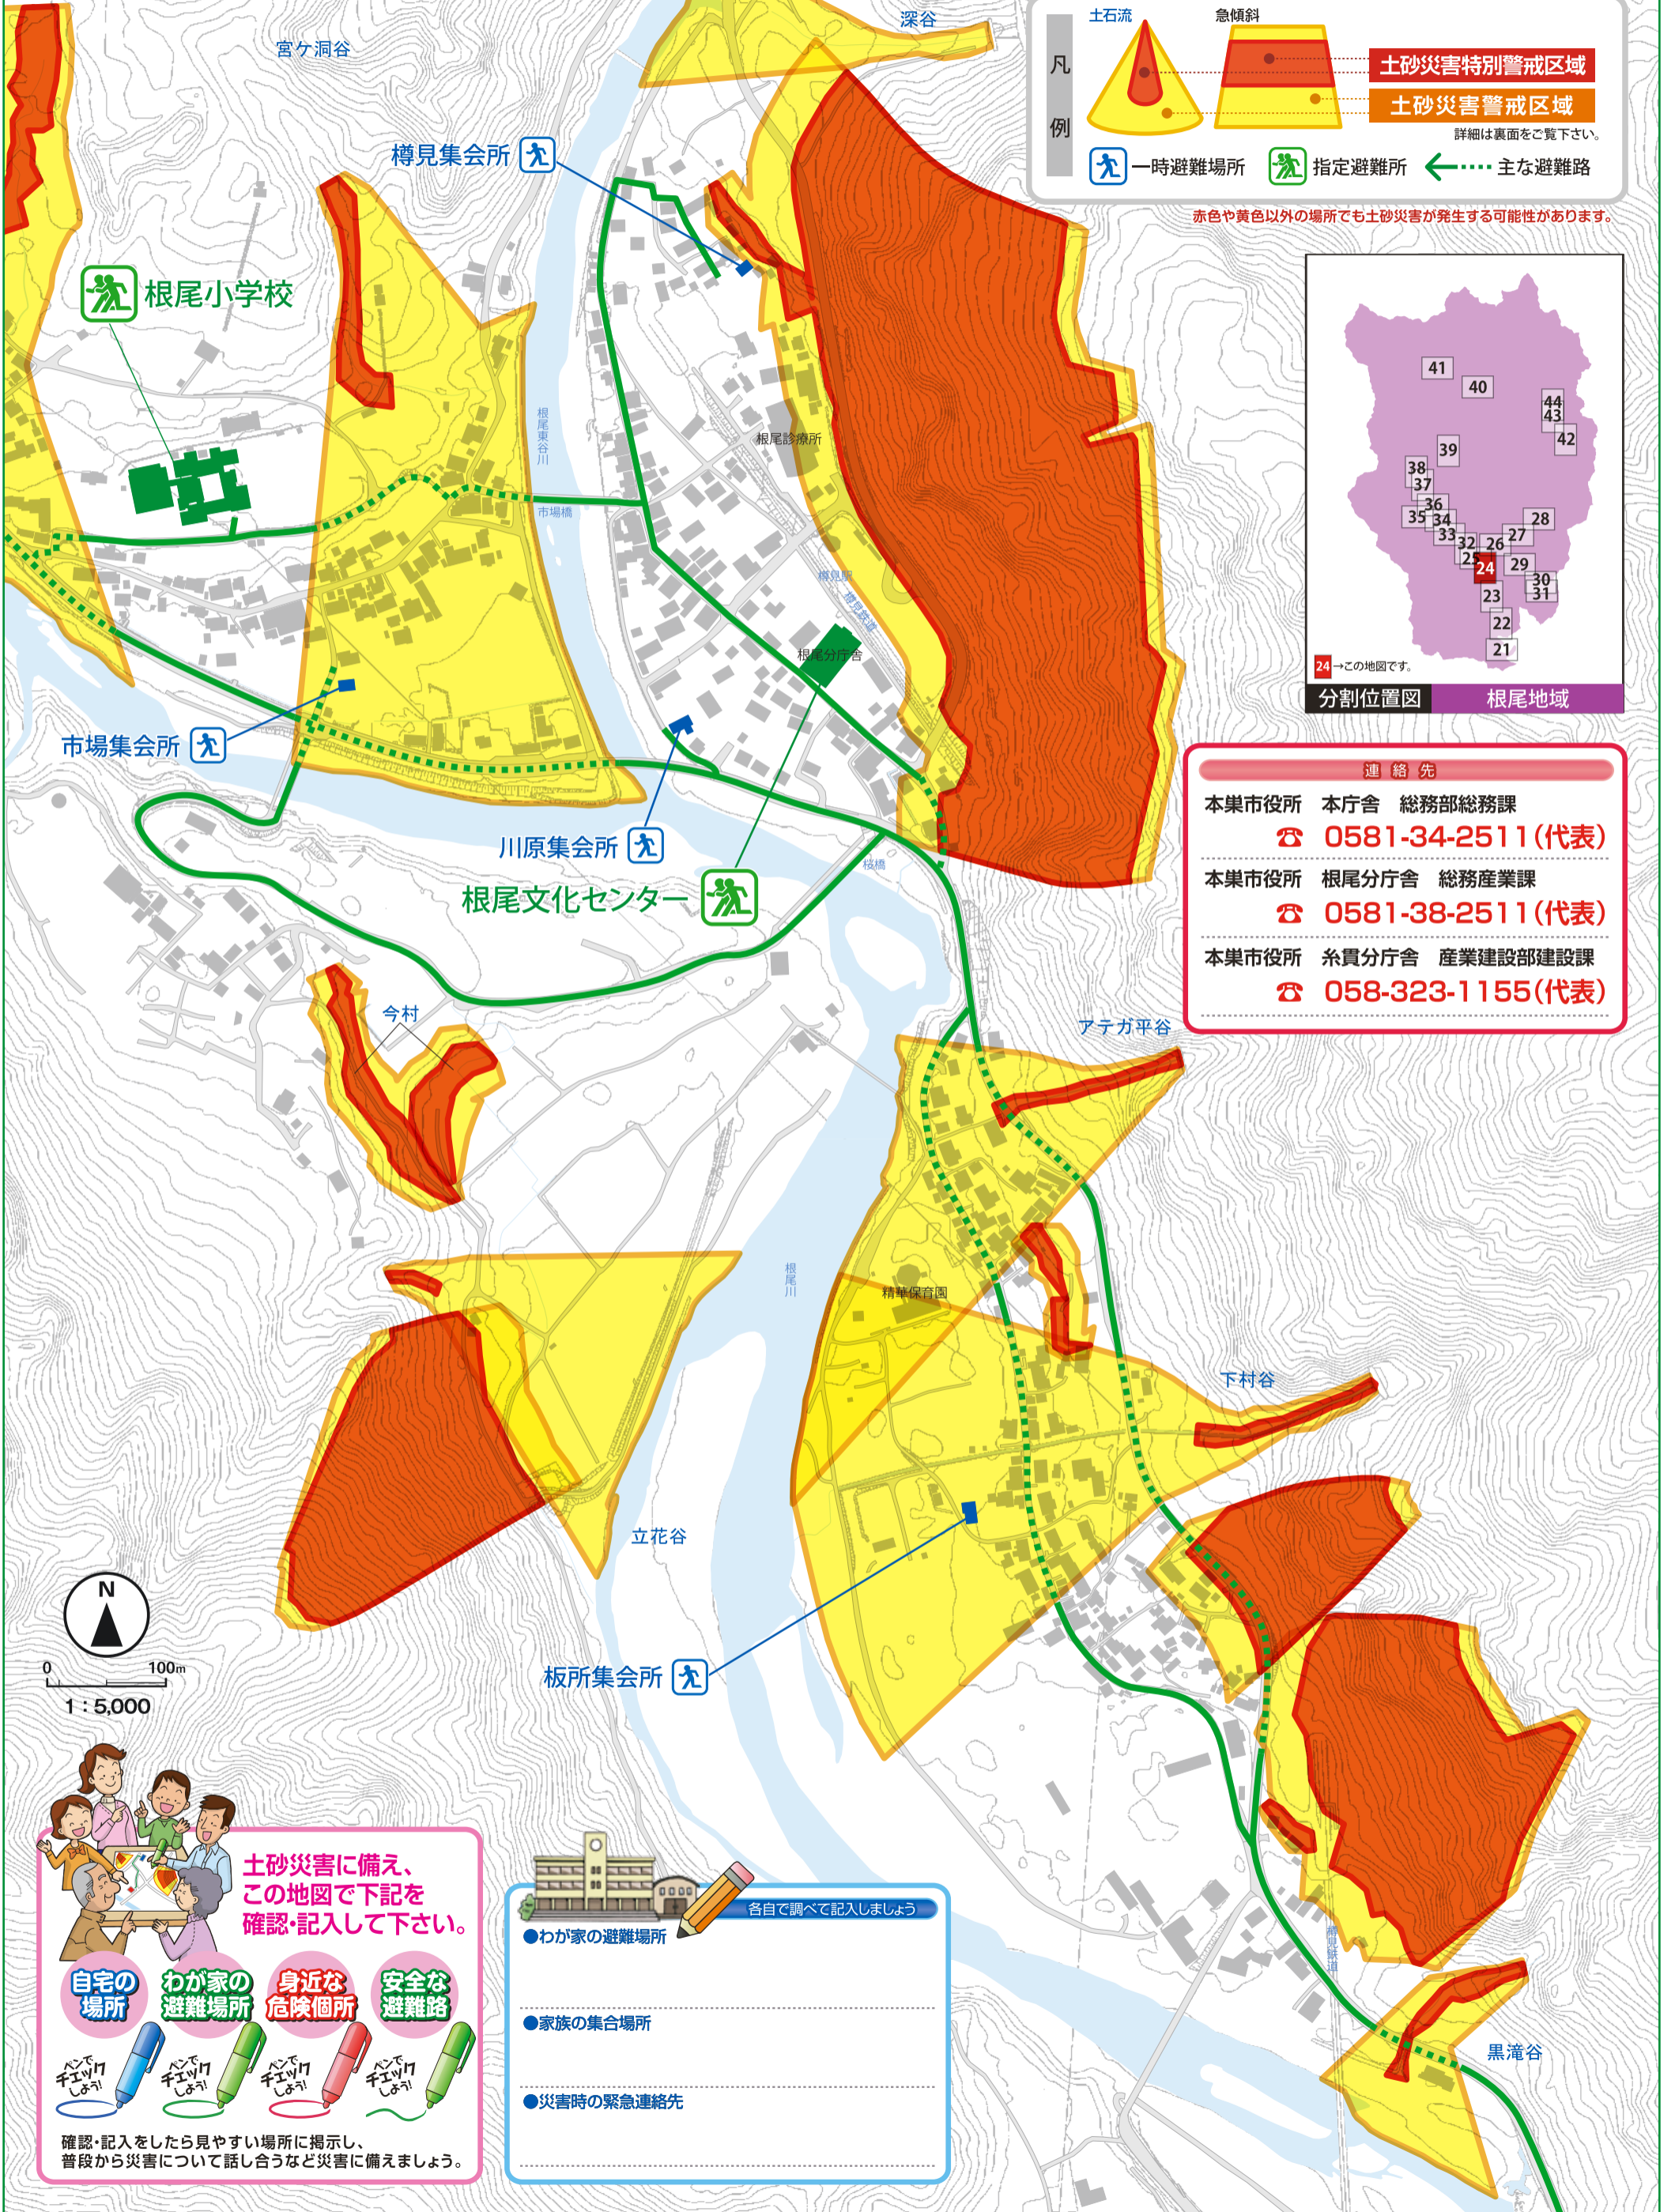 宮ケ洞谷
深谷
凡
例
土石流
急傾斜
土砂災害特別警戒区域
土砂災害警戒区域
詳細は裏面をご覧下さい。
一時避難場所
指定避難所
主な避難路
赤色や黄色以外の場所でも土砂災害が発生する可能性があります。
樽見集会所
根尾小学校
根尾東谷川
根尾診療所
市場橋
樽見駅
樽見鉄道
根尾分庁舎
市場集会所
川原集会所
根尾文化センター
桜橋
41
40
44
43
42
39
38
37
36
35
34
33
32
25
26
27
28
24
29
30
31
23
22
21
24→この地図です。
分割位置図
根尾地域
連絡先
本巣市役所 本庁舎 総務部総務課
☎ 0581-34-2511(代表)
本巣市役所 根尾分庁舎 総務産業課
☎ 0581-38-2511(代表)
本巣市役所 糸貫分庁舎 産業建設部建設課
☎ 058-323-1155(代表)
今村
アテガ平谷
根尾川
精華保育園
下村谷
立花谷
板所集会所
樽見鉄道
黒滝谷
N
0 100m
1:5,000
土砂災害に備え、
この地図で下記を
確認・記入して下さい。
自宅の
場所
わが家の
避難場所
身近な
危険個所
安全な
避難路
ペンで
チェック
しよう!
ペンで
チェック
しよう!
ペンで
チェック
しよう!
ペンで
チェック
しよう!
確認・記入をしたら見やすい場所に掲示し、
普段から災害について話し合うなど災害に備えましょう。
各自で調べて記入しましょう
●わが家の避難場所
●家族の集合場所
●災害時の緊急連絡先